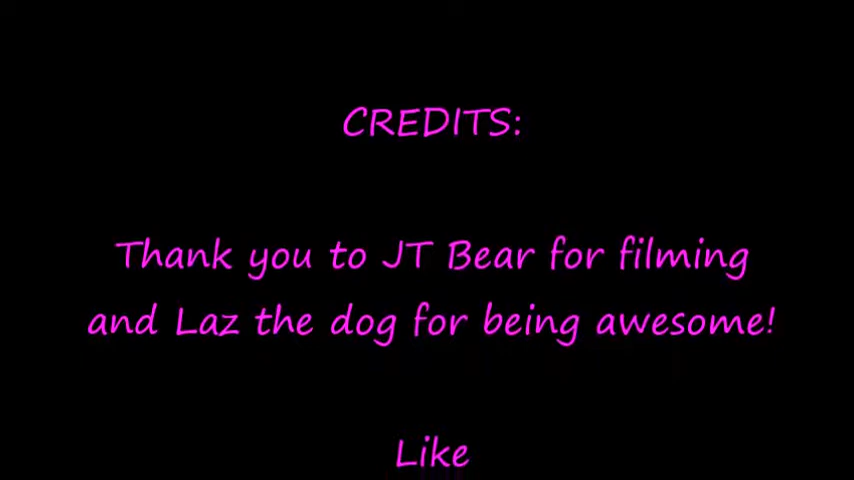 CREDITS:
Thank you to JT Bear for filming
and Laz the dog for being awesome!
Like